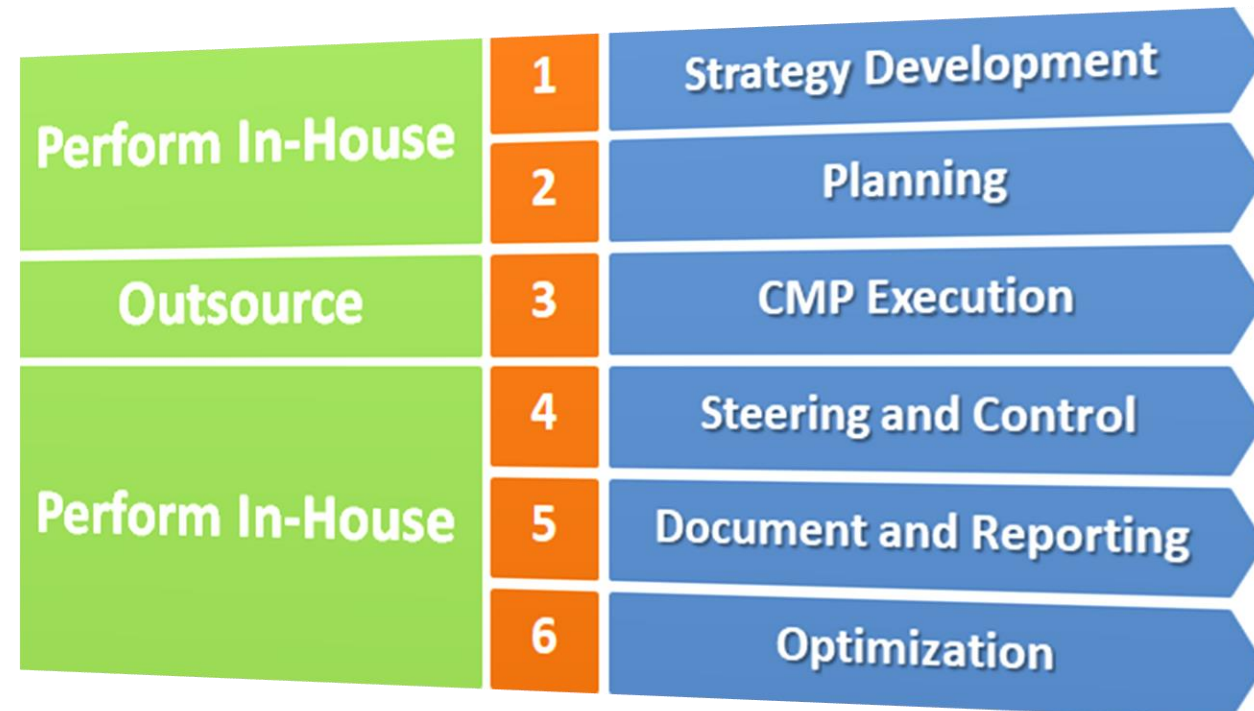 Perform In-House
1
Strategy Development
2
Planning
Outsource
3
CMP Execution
Perform In-House
4
Steering and Control
5
Document and Reporting
6
Optimization